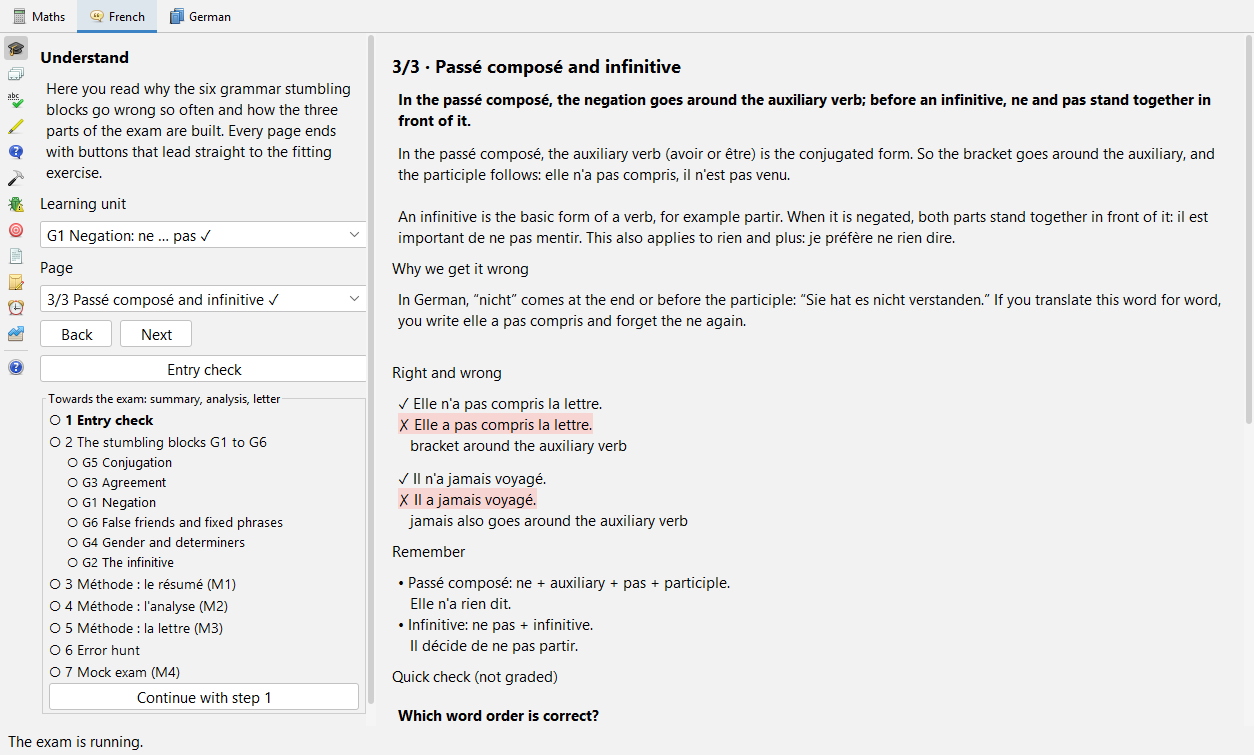 Maths
French
German
Understand
Here you read why the six grammar stumbling
blocks go wrong so often and how the three
parts of the exam are built. Every page ends
with buttons that lead straight to the fitting
exercise.
Learning unit
G1 Negation: ne ... pas ✓
Page
3/3 Passé composé and infinitive ✓
Back
Next
Entry check
Towards the exam: summary, analysis, letter
1 Entry check
2 The stumbling blocks G1 to G6
G5 Conjugation
G3 Agreement
G1 Negation
G6 False friends and fixed phrases
G4 Gender and determiners
G2 The infinitive
3 Méthode : le résumé (M1)
4 Méthode : l'analyse (M2)
5 Méthode : la lettre (M3)
6 Error hunt
7 Mock exam (M4)
Continue with step 1
3/3 · Passé composé and infinitive
In the passé composé, the negation goes around the auxiliary verb; before an infinitive, ne and pas stand together in
front of it.
In the passé composé, the auxiliary verb (avoir or être) is the conjugated form. So the bracket goes around the auxiliary, and
the participle follows: elle n'a pas compris, il n'est pas venu.
An infinitive is the basic form of a verb, for example partir. When it is negated, both parts stand together in front of it: il est
important de ne pas mentir. This also applies to rien and plus: je préfère ne rien dire.
Why we get it wrong
In German, “nicht” comes at the end or before the participle: “Sie hat es nicht verstanden.” If you translate this word for word,
you write elle a pas compris and forget the ne again.
Right and wrong
✓ Elle n'a pas compris la lettre.
✗ Elle a pas compris la lettre.
bracket around the auxiliary verb
✓ Il n'a jamais voyagé.
✗ Il a jamais voyagé.
jamais also goes around the auxiliary verb
Remember
• Passé composé: ne + auxiliary + pas + participle.
Elle n'a rien dit.
• Infinitive: ne pas + infinitive.
Il décide de ne pas partir.
Quick check (not graded)
Which word order is correct?
The exam is running.